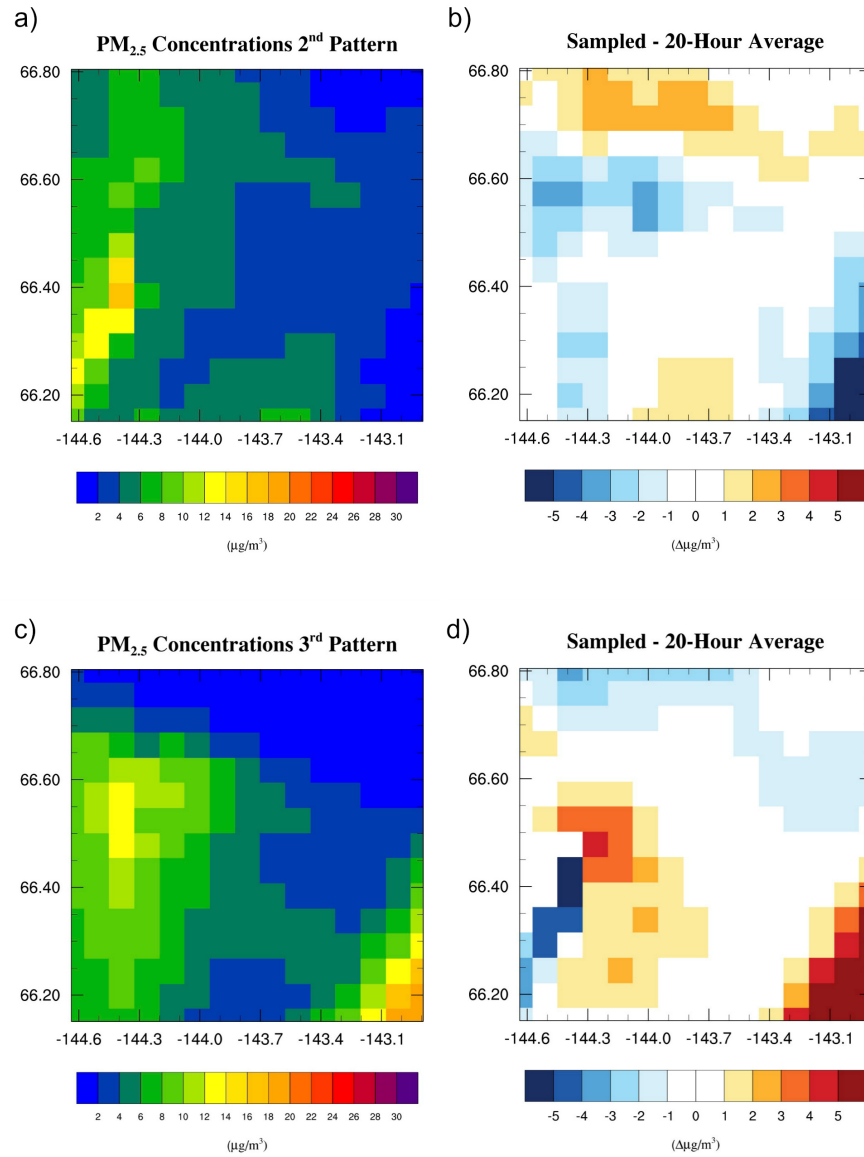 a)
PM2.5 Concentrations 2nd Pattern
66.80
66.60
66.40
66.20
-144.6 -144.3 -144.0 -143.7 -143.4 -143.1
2 4 6 8 10 12 14 16 18 20 22 24 26 28 30
(µg/m³)
b)
Sampled - 20-Hour Average
66.80
66.60
66.40
66.20
-144.6 -144.3 -144.0 -143.7 -143.4 -143.1
-5 -4 -3 -2 -1 0 1 2 3 4 5
(Δµg/m³)
c)
PM2.5 Concentrations 3rd Pattern
66.80
66.60
66.40
66.20
-144.6 -144.3 -144.0 -143.7 -143.4 -143.1
2 4 6 8 10 12 14 16 18 20 22 24 26 28 30
(µg/m³)
d)
Sampled - 20-Hour Average
66.80
66.60
66.40
66.20
-144.6 -144.3 -144.0 -143.7 -143.4 -143.1
-5 -4 -3 -2 -1 0 1 2 3 4 5
(Δµg/m³)